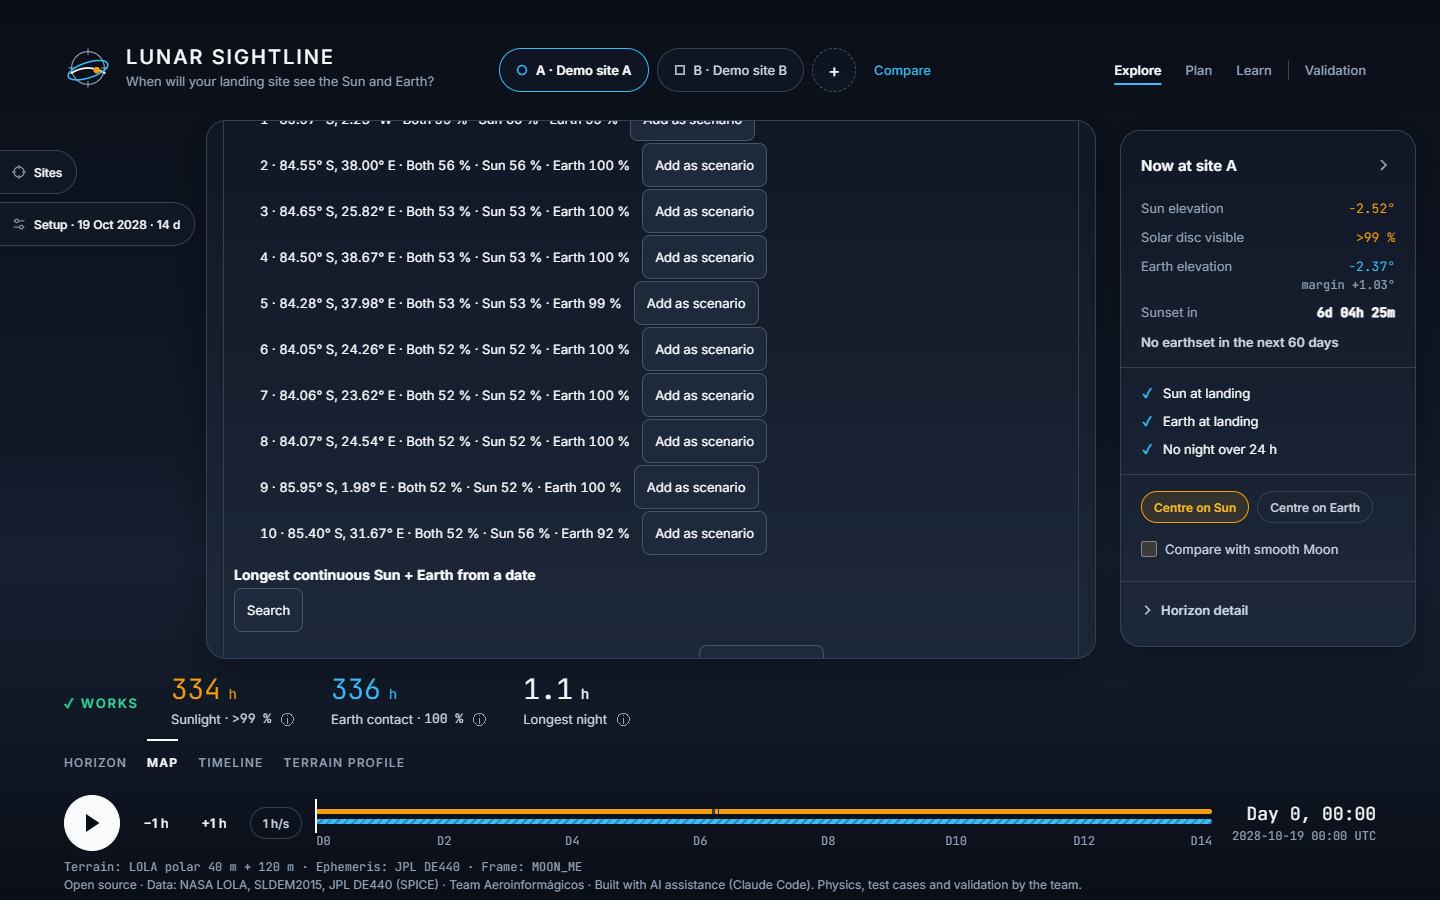 LUNAR SIGHTLINE
When will your landing site see the Sun and Earth?
A · Demo site A
B · Demo site B
+
Compare
Explore
Plan
Learn
Validation
Sites
Setup · 19 Oct 2028 · 14 d
2 · 84.55° S, 38.00° E · Both 56 % · Sun 56 % · Earth 100 % Add as scenario
3 · 84.65° S, 25.82° E · Both 53 % · Sun 53 % · Earth 100 % Add as scenario
4 · 84.50° S, 38.67° E · Both 53 % · Sun 53 % · Earth 100 % Add as scenario
5 · 84.28° S, 37.98° E · Both 53 % · Sun 53 % · Earth 99 % Add as scenario
6 · 84.05° S, 24.26° E · Both 52 % · Sun 52 % · Earth 100 % Add as scenario
7 · 84.06° S, 23.62° E · Both 52 % · Sun 52 % · Earth 100 % Add as scenario
8 · 84.07° S, 24.54° E · Both 52 % · Sun 52 % · Earth 100 % Add as scenario
9 · 85.95° S, 1.98° E · Both 52 % · Sun 52 % · Earth 100 % Add as scenario
10 · 85.40° S, 31.67° E · Both 52 % · Sun 56 % · Earth 92 % Add as scenario
Longest continuous Sun + Earth from a date
Search
Now at site A
Sun elevation -2.52°
Solar disc visible >99 %
Earth elevation -2.37°
margin +1.03°
Sunset in 6d 04h 25m
No earthset in the next 60 days
✓ Sun at landing
✓ Earth at landing
✓ No night over 24 h
Centre on Sun Centre on Earth
Compare with smooth Moon
Horizon detail
✓ WORKS
334 h
Sunlight · >99 %
336 h
Earth contact · 100 %
1.1 h
Longest night
HORIZON MAP TIMELINE TERRAIN PROFILE
−1 h +1 h 1 h/s
D0 D2 D4 D6 D8 D10 D12 D14
Day 0, 00:00
2028-10-19 00:00 UTC
Terrain: LOLA polar 40 m + 120 m · Ephemeris: JPL DE440 · Frame: MOON_ME
Open source · Data: NASA LOLA, SLDEM2015, JPL DE440 (SPICE) · Team Aeroinformágicos · Built with AI assistance (Claude Code). Physics, test cases and validation by the team.